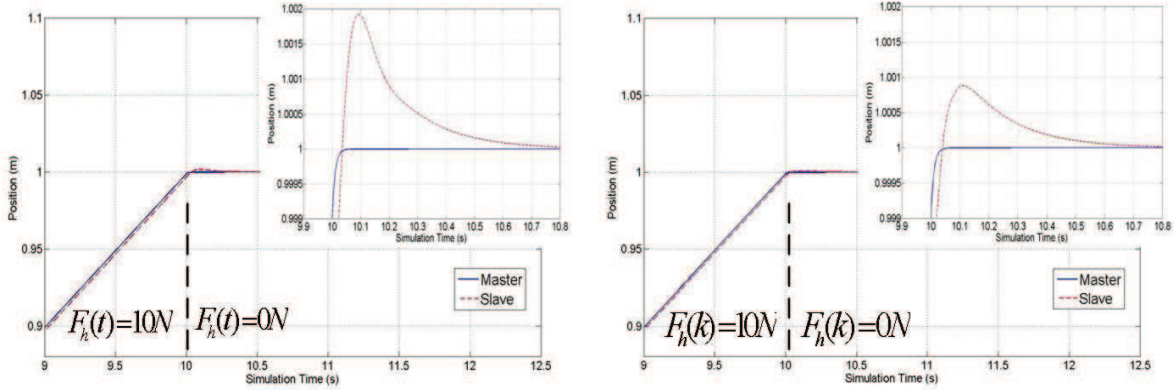 1.1
1.05
1
0.95
0.9
Position (m)
9 9.5 10 10.5 11 11.5 12 12.5
Simulation Time (s)
1.002
1.0015
1.001
1.0005
1
0.9995
0.999
Position (m)
9.9 10 10.1 10.2 10.3 10.4 10.5 10.6 10.7 10.8
Simulation Time (s)
Master
Slave
F_h(t)=10N
F_h(t)=0N
1.1
1.05
1
0.95
0.9
Position (m)
9 9.5 10 10.5 11 11.5 12 12.5
Simulation Time (s)
1.002
1.0015
1.001
1.0005
1
0.9995
0.999
Position (m)
9.9 10 10.1 10.2 10.3 10.4 10.5 10.6 10.7 10.8
Simulation Time (s)
Master
Slave
F_h(k)=10N
F_h(k)=0N